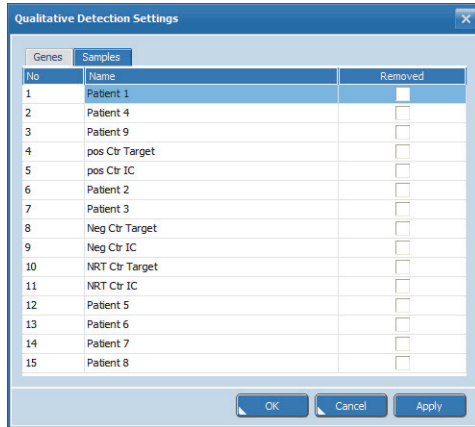 Qualitative Detection Settings
Genes Samples
No Name Removed
1 Patient 1
2 Patient 4
3 Patient 9
4 pos Ctr Target
5 pos Ctr IC
6 Patient 2
7 Patient 3
8 Neg Ctr Target
9 Neg Ctr IC
10 NRT Ctr Target
11 NRT Ctr IC
12 Patient 5
13 Patient 6
14 Patient 7
15 Patient 8
OK Cancel Apply